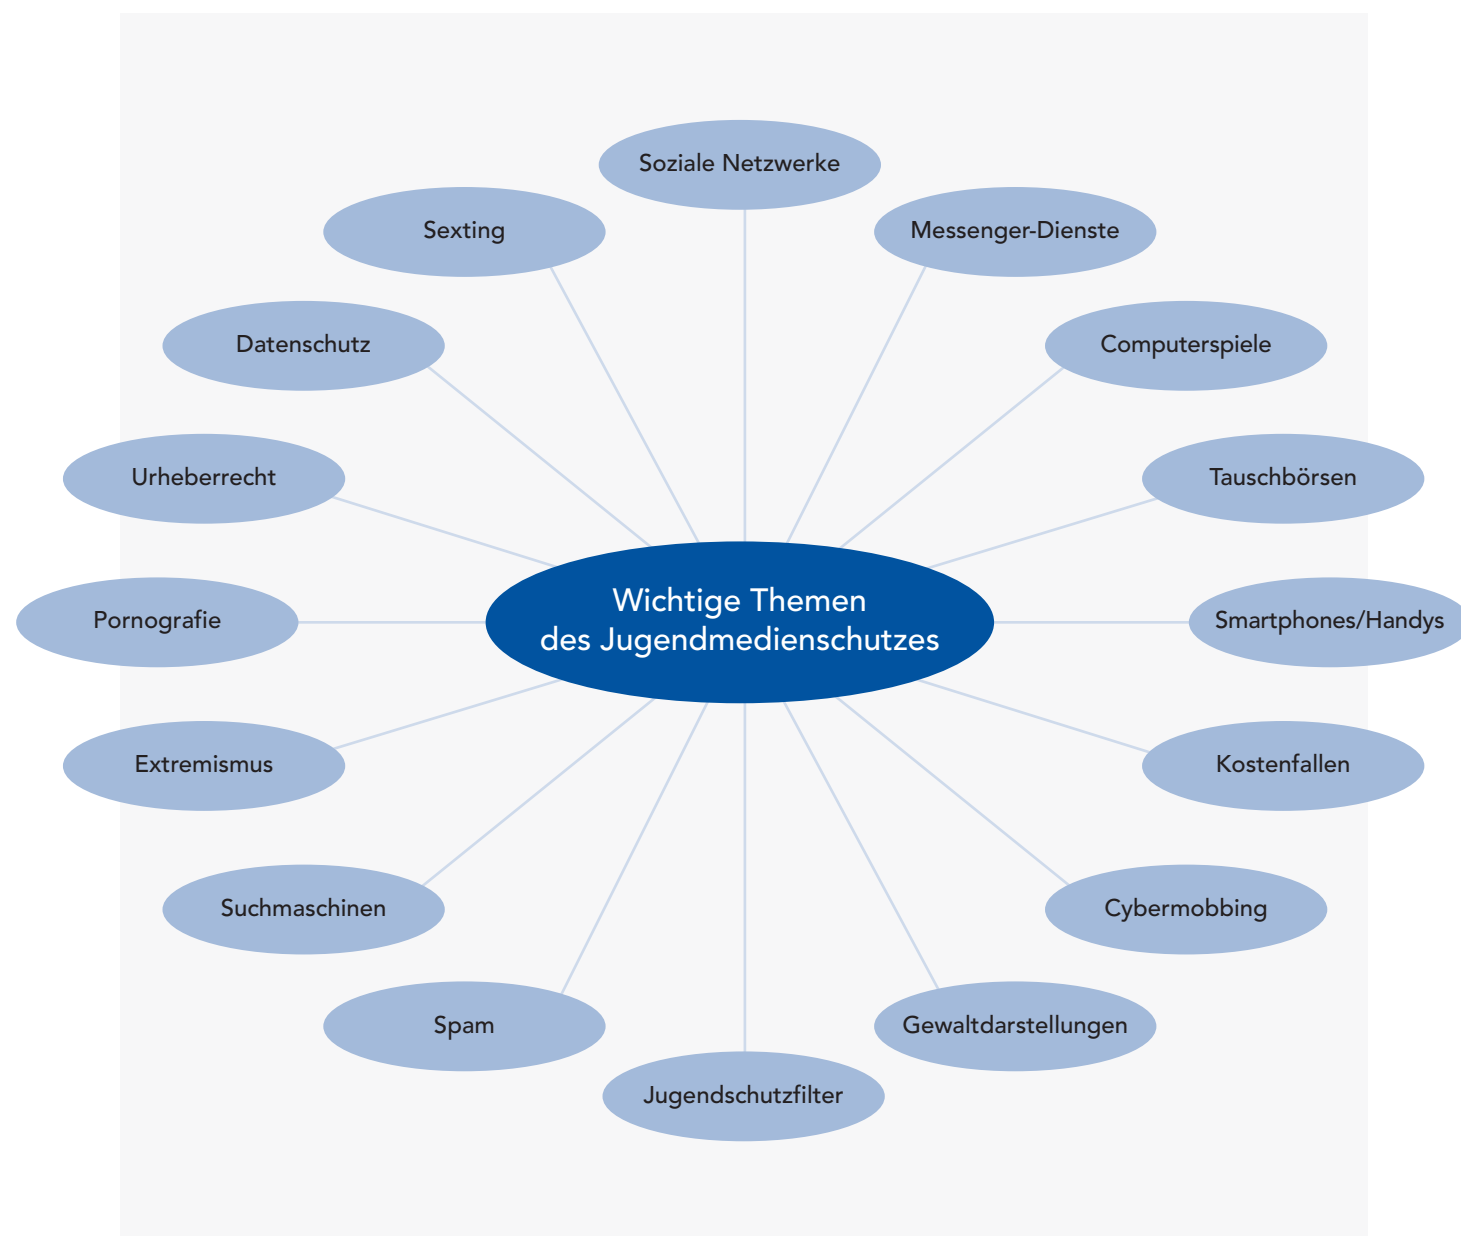 Soziale Netzwerke
Sexting
Messenger-Dienste
Datenschutz
Computerspiele
Urheberrecht
Tauschbörsen
Wichtige Themen
des Jugendmedienschutzes
Pornografie
Smartphones/Handys
Extremismus
Kostenfallen
Suchmaschinen
Cybermobbing
Spam
Gewaltdarstellungen
Jugendschutzfilter